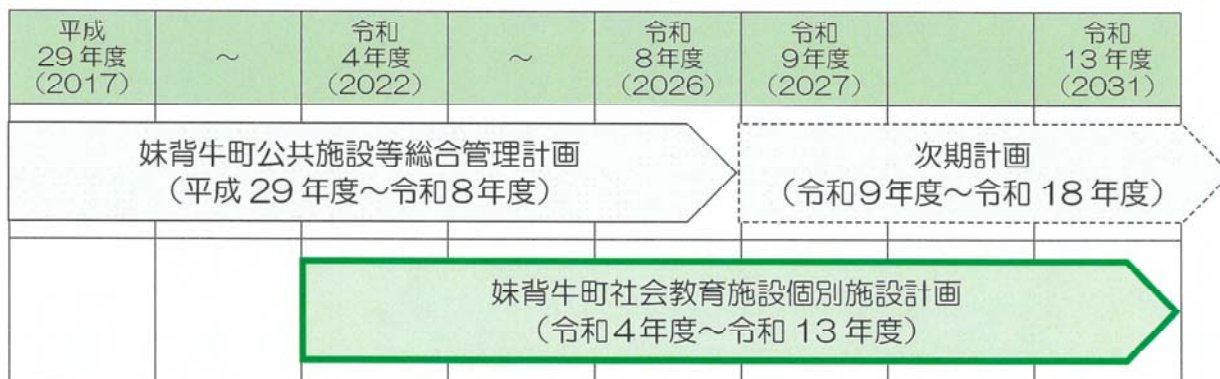 平成
29年度
(2017)
～
令和
4年度
(2022)
～
令和
8年度
(2026)
令和
9年度
(2027)
令和
13年度
(2031)
妹背牛町公共施設等総合管理計画
(平成29年度～令和8年度)
次期計画
(令和9年度～令和18年度)
妹背牛町社会教育施設個別施設計画
(令和4年度～令和13年度)